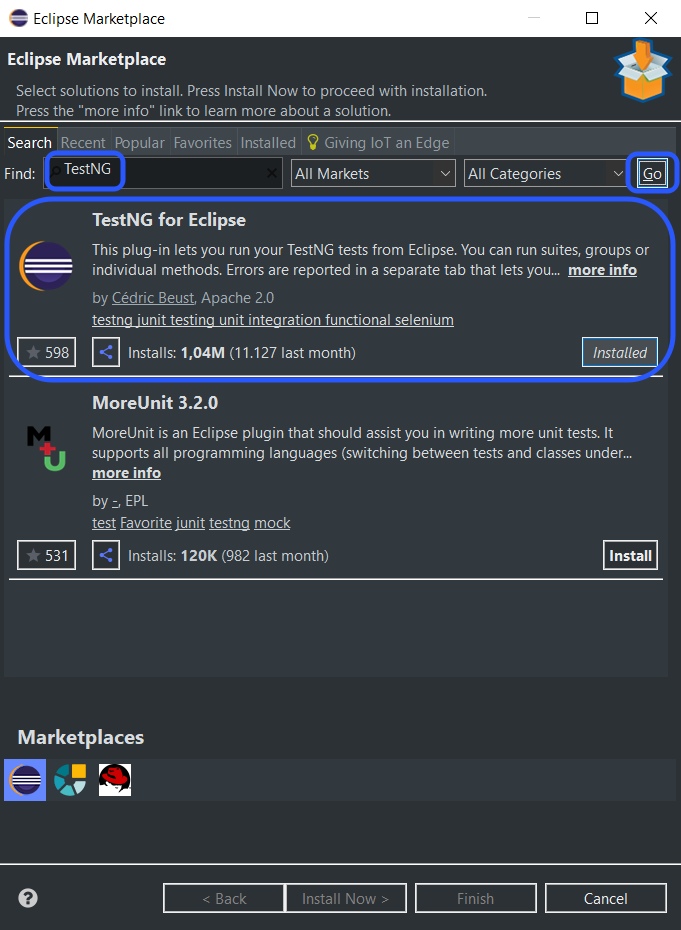 Eclipse Marketplace
Eclipse Marketplace
Select solutions to install. Press Install Now to proceed with installation.
Press the "more info" link to learn more about a solution.
Search Recent Popular Favorites Installed Giving IoT an Edge
Find: TestNG All Markets All Categories Go
TestNG for Eclipse
This plug-in lets you run your TestNG tests from Eclipse. You can run suites, groups or
individual methods. Errors are reported in a separate tab that lets you... more info
by Cédric Beust, Apache 2.0
testng junit testing unit integration functional selenium
598 Installs: 1,04M (11.127 last month) Installed
MoreUnit 3.2.0
MoreUnit is an Eclipse plugin that should assist you in writing more unit tests. It
supports all programming languages (switching between tests and classes under...
more info
by -, EPL
test Favorite junit testng mock
531 Installs: 120K (982 last month) Install
Marketplaces
? < Back Install Now > Finish Cancel